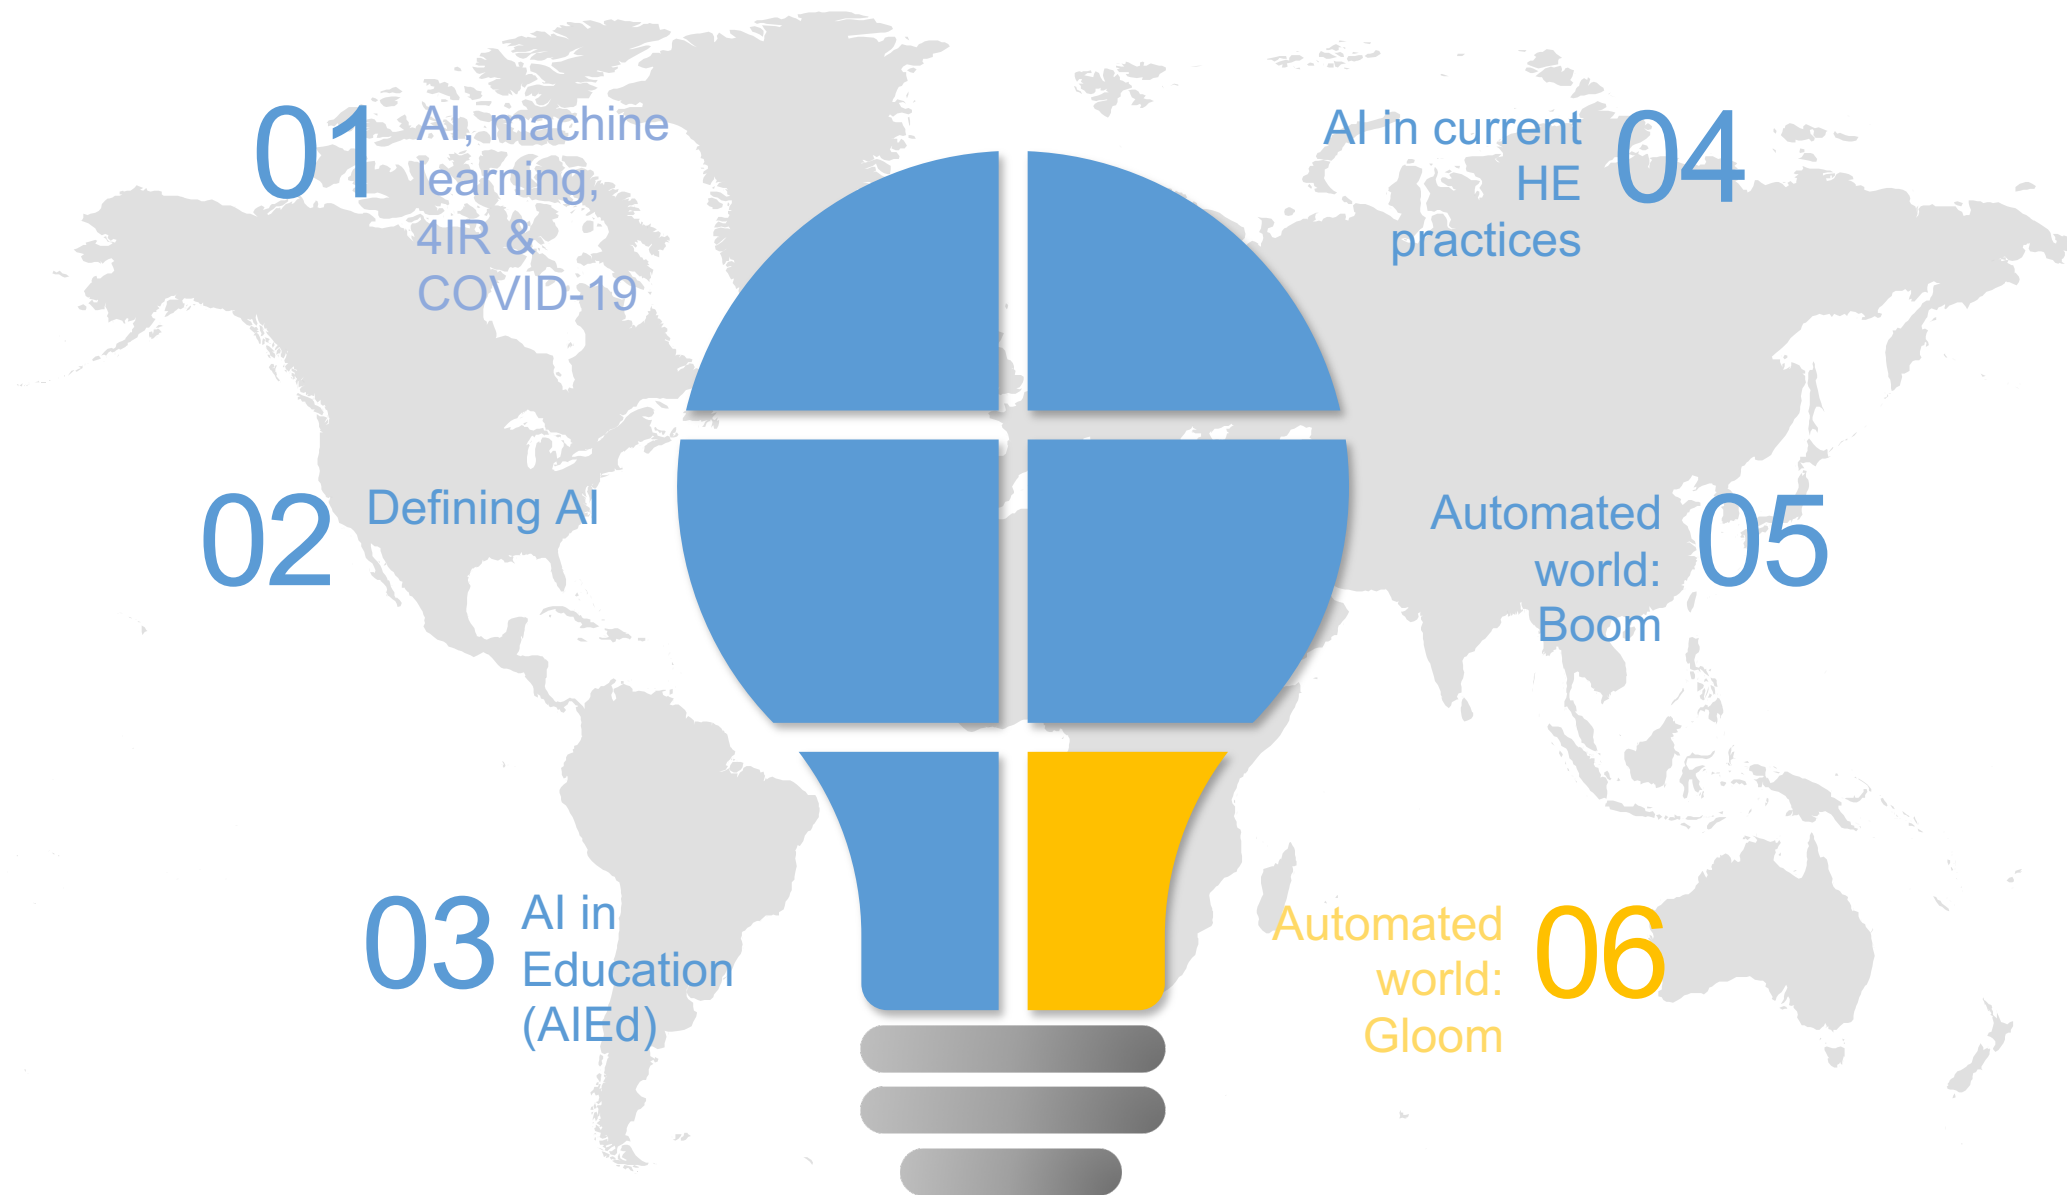 01
AI, machine
learning,
4IR &
COVID-19
02
Defining AI
03
AI in
Education
(AIEd)
04
AI in current
HE
practices
05
Automated
world:
Boom
06
Automated
world:
Gloom